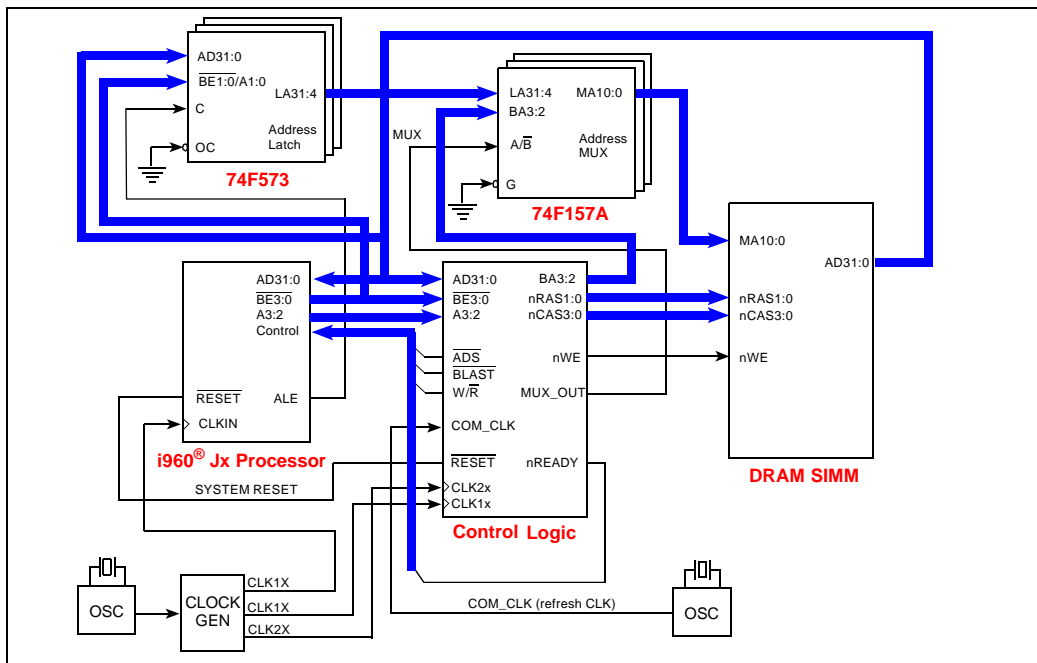 AD31:0
BE1:0/A1:0
LA31:4
C
Address
Latch
OC
74F573
LA31:4
MA10:0
BA3:2
MUX
A/B
Address
MUX
G
74F157A
MA10:0
AD31:0
nRAS1:0
nCAS3:0
nWE
DRAM SIMM
AD31:0
BE3:0
A3:2
Control
RESET
ALE
CLKIN
i960® Jx Processor
SYSTEM RESET
AD31:0
BA3:2
BE3:0
nRAS1:0
A3:2
nCAS3:0
ADS
nWE
BLAST
W/R
MUX_OUT
COM_CLK
RESET
nREADY
CLK2x
CLK1x
Control Logic
OSC
CLOCK
GEN
CLK1X
CLK1X
CLK2X
COM_CLK (refresh CLK)
OSC